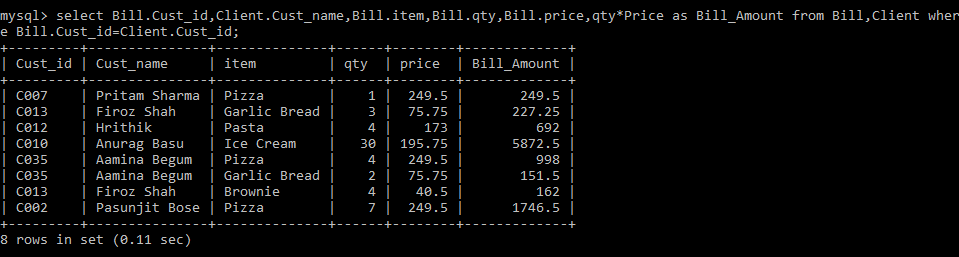 mysql> select Bill.Cust_id,Client.Cust_name,Bill.item,Bill.qty,Bill.price,qty*Price as Bill_Amount from Bill,Client wher
e Bill.Cust_id=Client.Cust_id;
+---------+---------------+--------------+------+--------+-------------+
| Cust_id | Cust_name     | item         | qty  | price  | Bill_Amount |
+---------+---------------+--------------+------+--------+-------------+
| C007    | Pritam Sharma | Pizza        |    1 |  249.5 |       249.5 |
| C013    | Firoz Shah    | Garlic Bread |    3 |  75.75 |      227.25 |
| C012    | Hrithik       | Pasta        |    4 |    173 |         692 |
| C010    | Anurag Basu   | Ice Cream    |   30 | 195.75 |      5872.5 |
| C035    | Aamina Begum  | Pizza        |    4 |  249.5 |         998 |
| C035    | Aamina Begum  | Garlic Bread |    2 |  75.75 |       151.5 |
| C013    | Firoz Shah    | Brownie      |    4 |   40.5 |         162 |
| C002    | Pasunjit Bose | Pizza        |    7 |  249.5 |      1746.5 |
+---------+---------------+--------------+------+--------+-------------+
8 rows in set (0.11 sec)